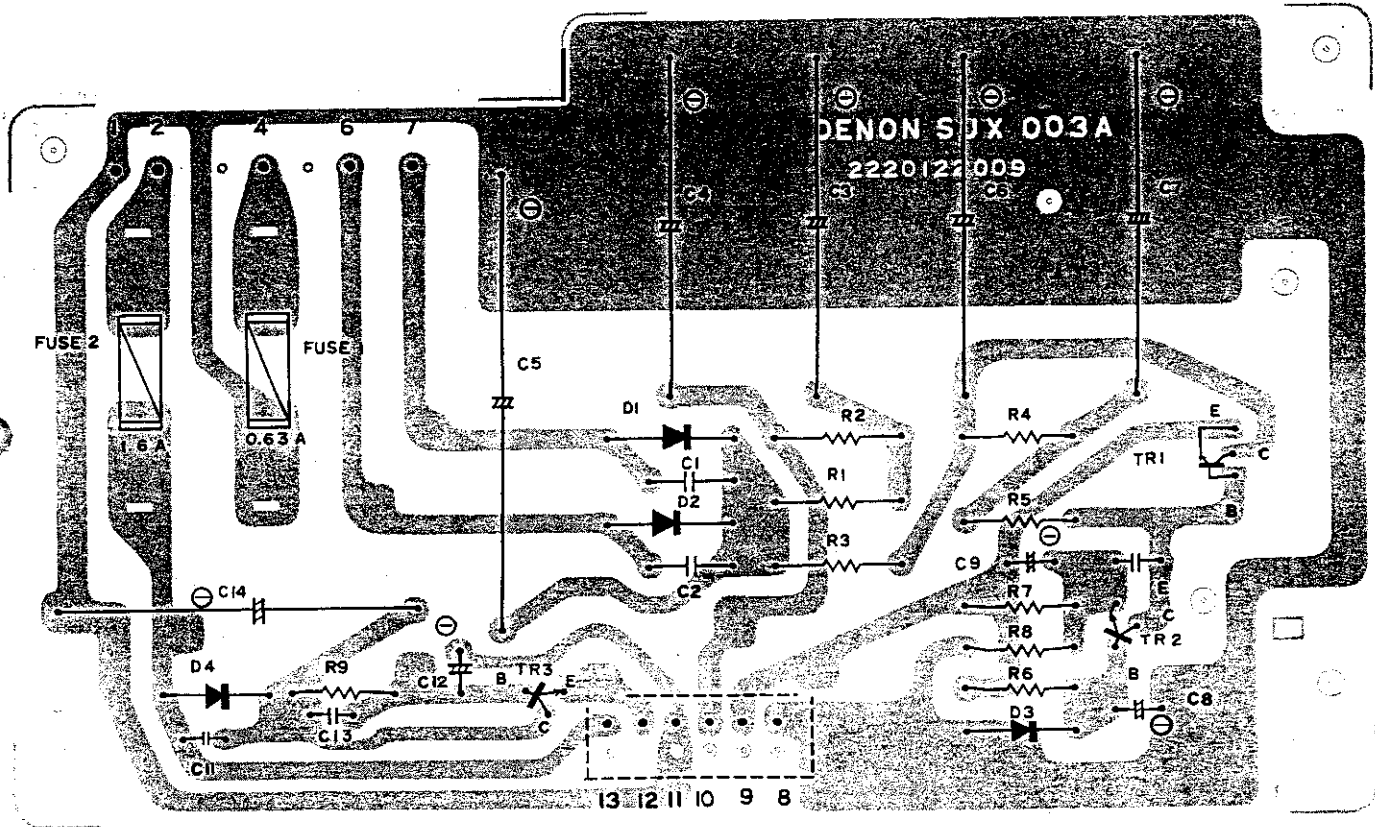 1 2 4 6 7
DENON SUX 003A
2220122009
C4 C3 C6 C7
FUSE 2
FUSE 1
C5
1.6 A
0.63 A
D1
R2
R4
E
C1
TR1
C
D2
R1
R5
B
R3
C9
C2
E
C14
R7
C
R8
TR2
D4
R9
C12
B
TR3
E
R6
B
C8
C13
C
D3
C11
13 12 11 10 9 8